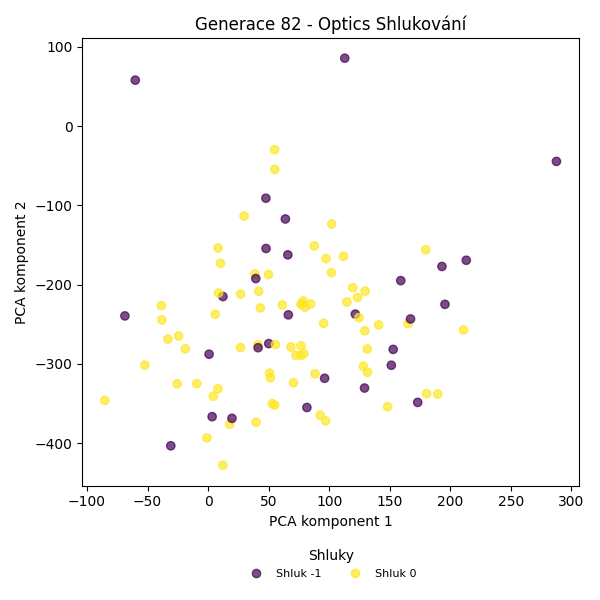 Generace 82 - Optics Shlukování
PCA komponent 2
100
0
−100
−200
−300
−400
−100
−50
0
50
100
150
200
250
300
PCA komponent 1
Shluky
Shluk -1
Shluk 0